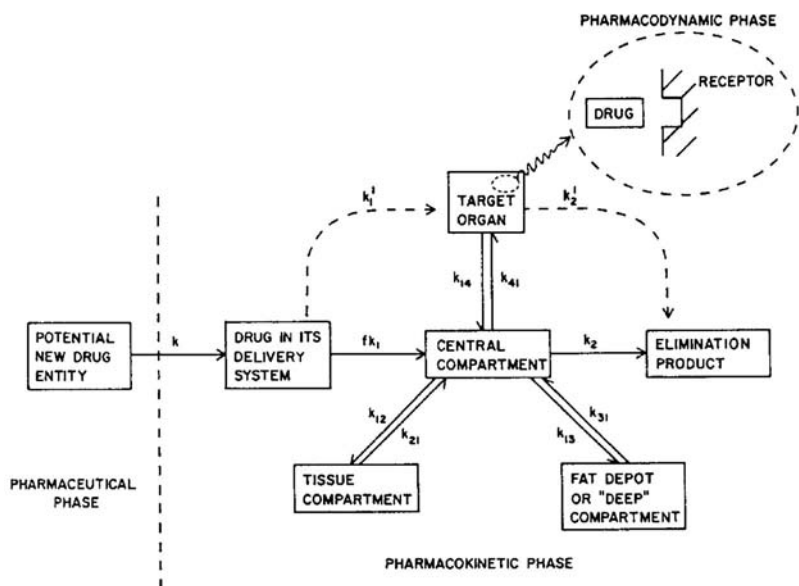 PHARMACODYNAMIC PHASE
RECEPTOR
DRUG
TARGET
ORGAN
k₁¹
k₂¹
k₁₄
k₄₁
POTENTIAL
NEW DRUG
ENTITY
k
DRUG IN ITS
DELIVERY
SYSTEM
fk₁
CENTRAL
COMPARTMENT
k₂
ELIMINATION
PRODUCT
k₁₂
k₂₁
k₃₁
k₁₃
TISSUE
COMPARTMENT
FAT DEPOT
OR "DEEP"
COMPARTMENT
PHARMACEUTICAL
PHASE
PHARMACOKINETIC PHASE